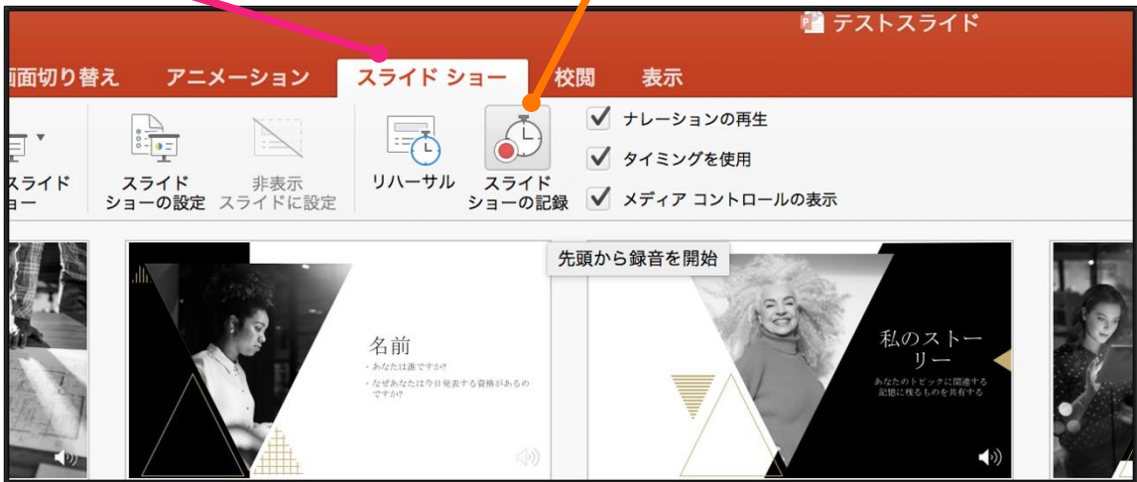 テストスライド
画面切り替え アニメーション スライド ショー 校閲 表示
ナレーションの再生
タイミングを使用
メディア コントロールの表示
スライド
ショー
スライド
ショーの設定
非表示
スライドに設定
リハーサル
スライド
ショーの記録
先頭から録音を開始
名前
・あなたは誰ですか?
・なぜあなたは今日発表する資格があるの
ですか?
私のストー
リー
あなたのトピックに関連する
記憶に残るものを共有する